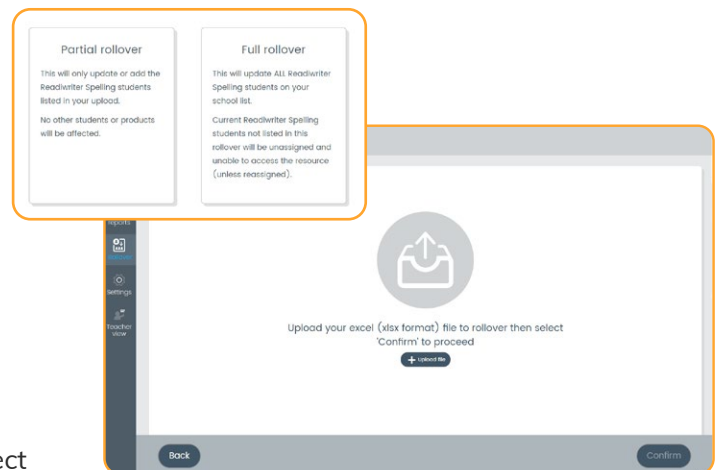 Partial rollover
This will only update or add the
Readiwriter Spelling students
listed in your upload.
No other students or products
will be affected.
Full rollover
This will update ALL Readiwriter
Spelling students on your
school list.
Current Readiwriter Spelling
students not listed in this
rollover will be unassigned and
unable to access the resource
(unless reassigned).
Reports
Rollover
Settings
Teacher
view
Upload your excel (xlsx format) file to rollover then select
'Confirm' to proceed
+ Upload file
Back
Confirm
ect